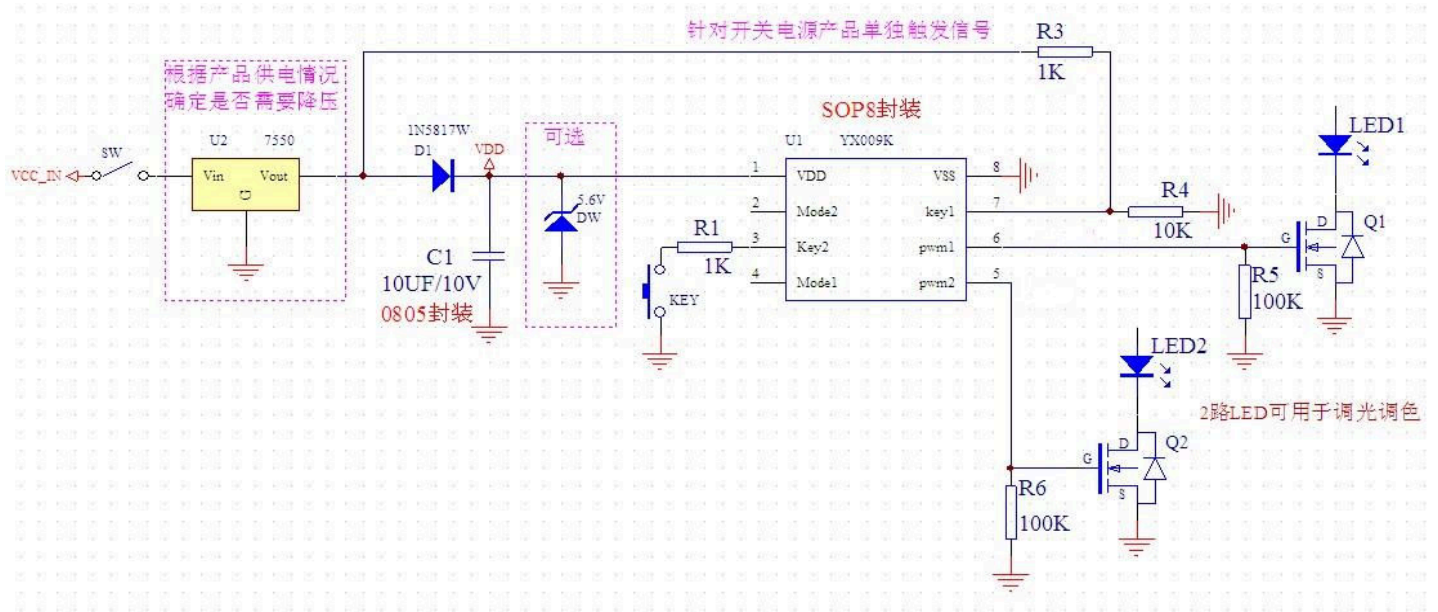 针对开关电源产品单独触发信号
R3
1K
根据产品供电情况
确定是否需要降压
SOP8封装
LED1
U2 7550
1N5817W
D1
VDD
可选
U1 YX009K
SW
VCC_IN
Vin Vout
G
1 VDD VSS 8
2 Mode2 key1 7
3 Key2 pwm1 6
4 Mode1 pwm2 5
R4
10K
5.6V
DW
R1
1K
KEY
C1
10UF/10V
0805封装
G D S Q1
R5
100K
LED2
2路LED可用于调光调色
G D S Q2
R6
100K